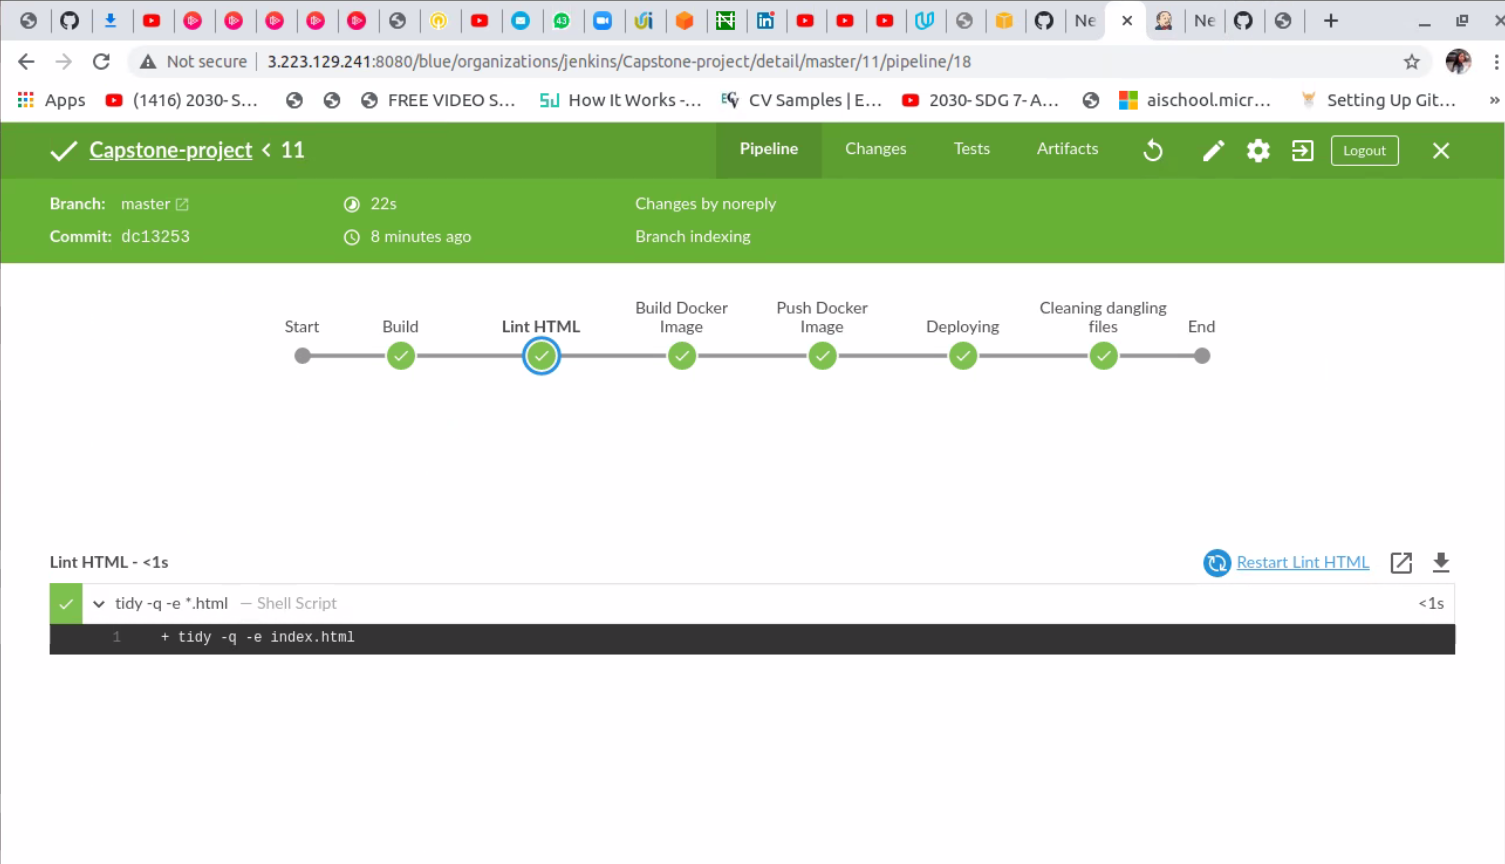 43 Ne Ne
Not secure 3.223.129.241:8080/blue/organizations/jenkins/Capstone-project/detail/master/11/pipeline/18
Apps (1416) 2030- S... FREE VIDEO S... How It Works -... CV Samples | E... 2030- SDG 7- A... aischool.micr... Setting Up Git... »
Capstone-project < 11 Pipeline Changes Tests Artifacts Logout
Branch: master 22s Changes by noreply
Commit: dc13253 8 minutes ago Branch indexing
Start Build Lint HTML Build Docker Image Push Docker Image Deploying Cleaning dangling files End
Lint HTML - <1s Restart Lint HTML
tidy -q -e *.html — Shell Script <1s
1 + tidy -q -e index.html